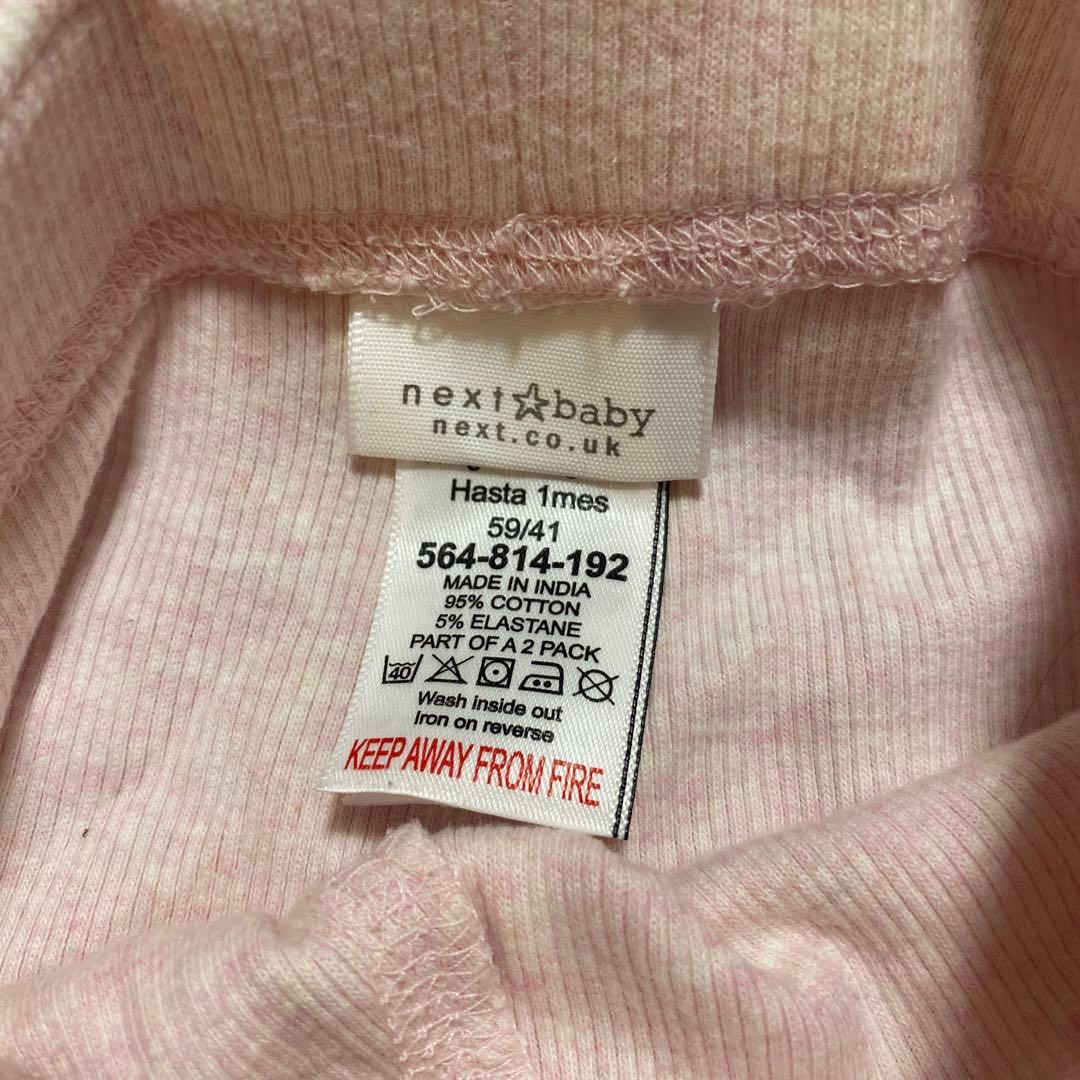 next☆baby
next.co.uk
Hasta 1mes
59/41
564-814-192
MADE IN INDIA
95% COTTON
5% ELASTANE
PART OF A 2 PACK
40
Wash inside out
Iron on reverse
KEEP AWAY FROM FIRE